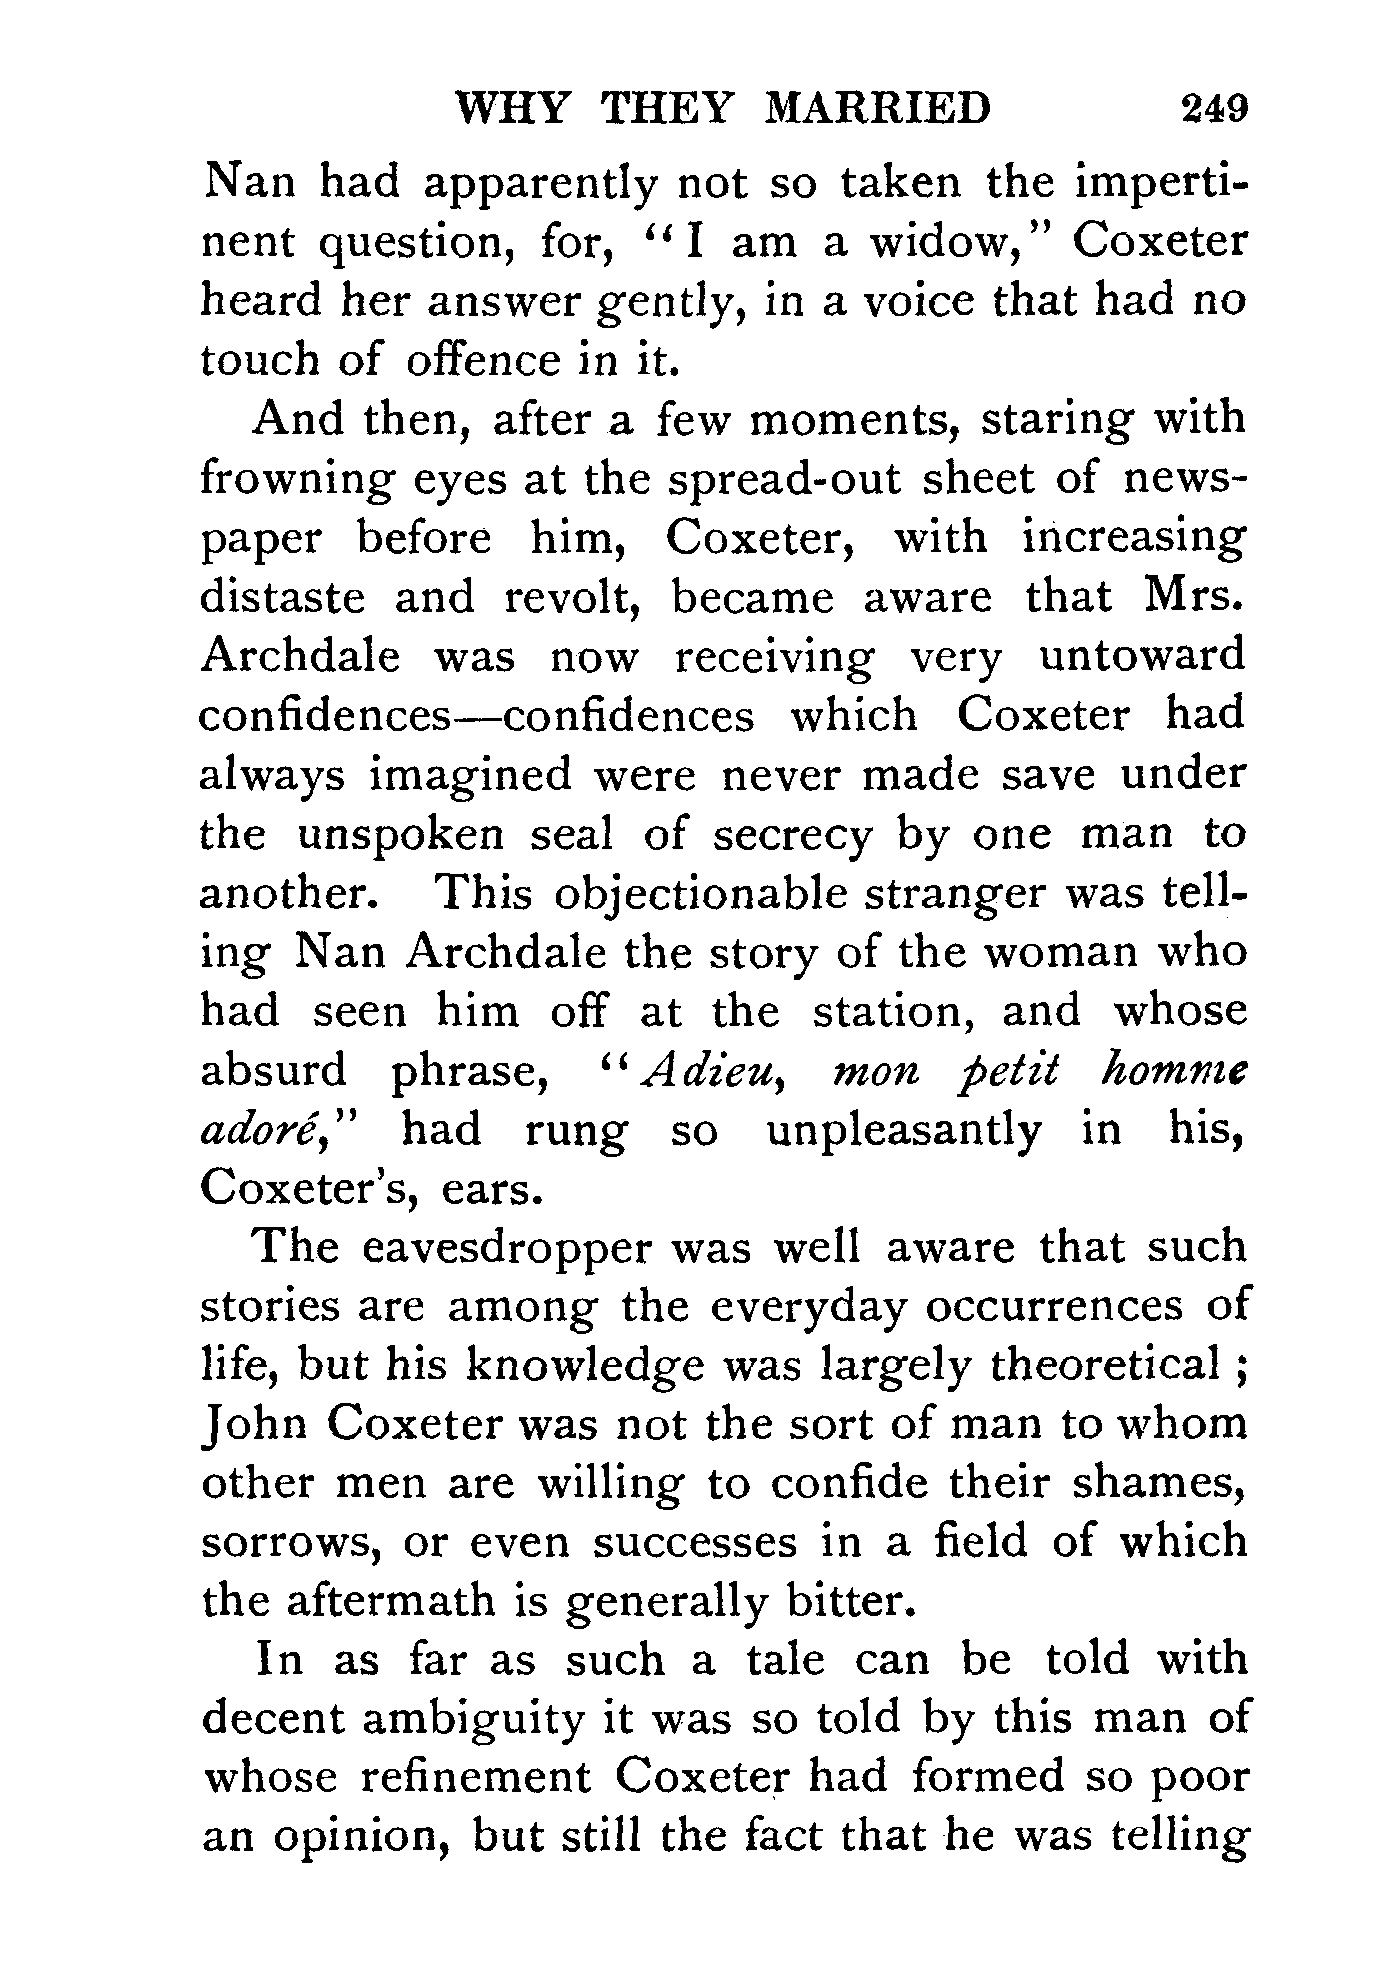 WHY THEY MARRIED 249
Nan had apparently not so taken the imperti-
nent question, for, “I am a widow,” Coxeter
heard her answer gently, in a voice that had no
touch of offence in it.
And then, after a few moments, staring with
frowning eyes at the spread-out sheet of news-
paper before him, Coxeter, with increasing
distaste and revolt, became aware that Mrs.
Archdale was now receiving very untoward
confidences—confidences which Coxeter had
always imagined were never made save under
the unspoken seal of secrecy by one man to
another. This objectionable stranger was tell-
ing Nan Archdale the story of the woman who
had seen him off at the station, and whose
absurd phrase, “Adieu, mon petit homme
adoré,” had rung so unpleasantly in his,
Coxeter's, ears.
The eavesdropper was well aware that such
stories are among the everyday occurrences of
life, but his knowledge was largely theoretical ;
John Coxeter was not the sort of man to whom
other men are willing to confide their shames,
sorrows, or even successes in a field of which
the aftermath is generally bitter.
In as far as such a tale can be told with
decent ambiguity it was so told by this man of
whose refinement Coxeter had formed so poor
an opinion, but still the fact that he was telling